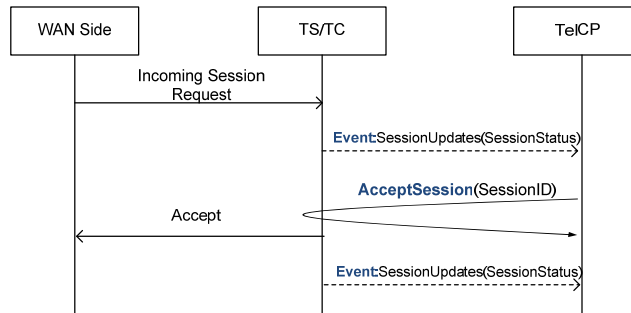 WAN Side
TS/TC
TelCP
Incoming Session
Request
Event:SessionUpdates(SessionStatus)
AcceptSession(SessionID)
Accept
Event:SessionUpdates(SessionStatus)